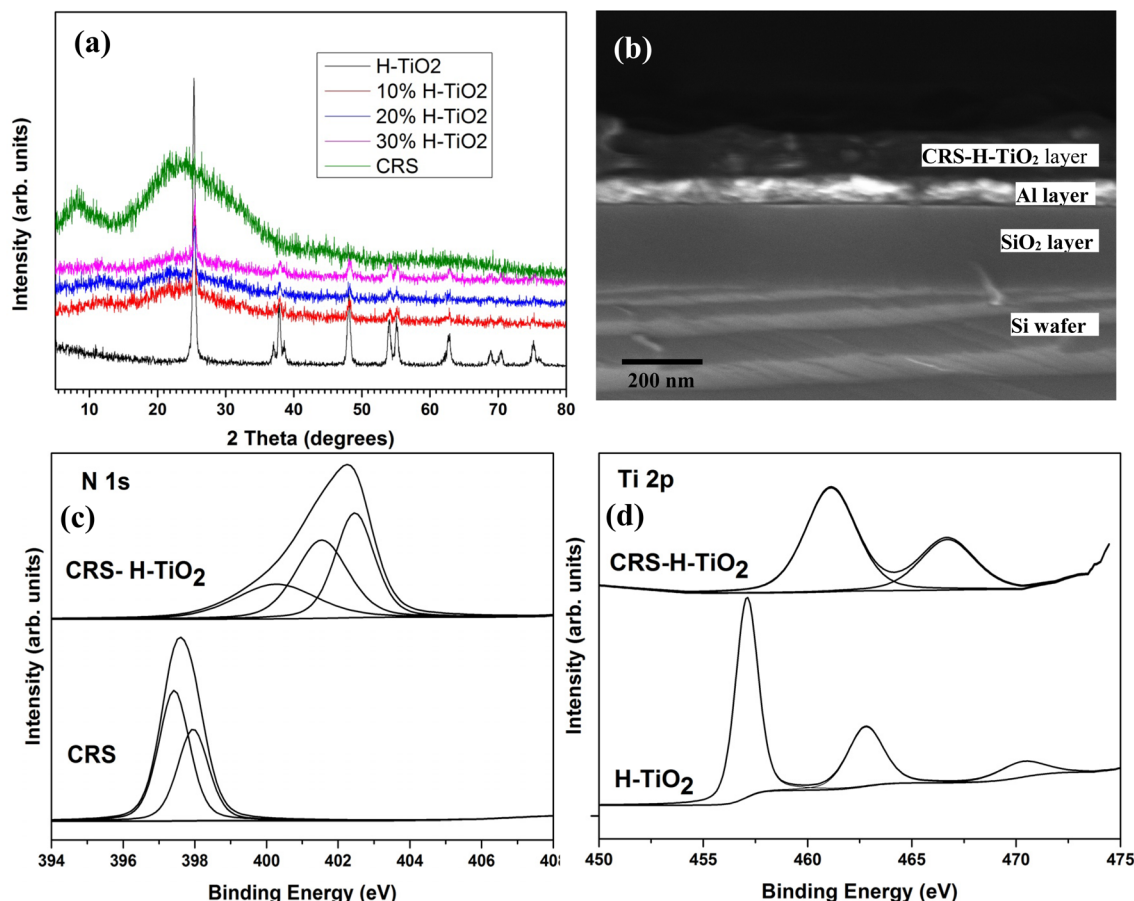 (a)
H-TiO2
10% H-TiO2
20% H-TiO2
30% H-TiO2
CRS
Intensity (arb. units)
10 20 30 40 50 60 70 80
2 Theta (degrees)
(b)
CRS-H-TiO₂ layer
Al layer
SiO₂ layer
Si wafer
200 nm
N 1s
(c)
CRS- H-TiO₂
CRS
Intensity (arb. units)
394 396 398 400 402 404 406 408
Binding Energy (eV)
Ti 2p
(d)
CRS-H-TiO₂
H-TiO₂
Intensity (arb. units)
450 455 460 465 470 475
Binding Energy (eV)